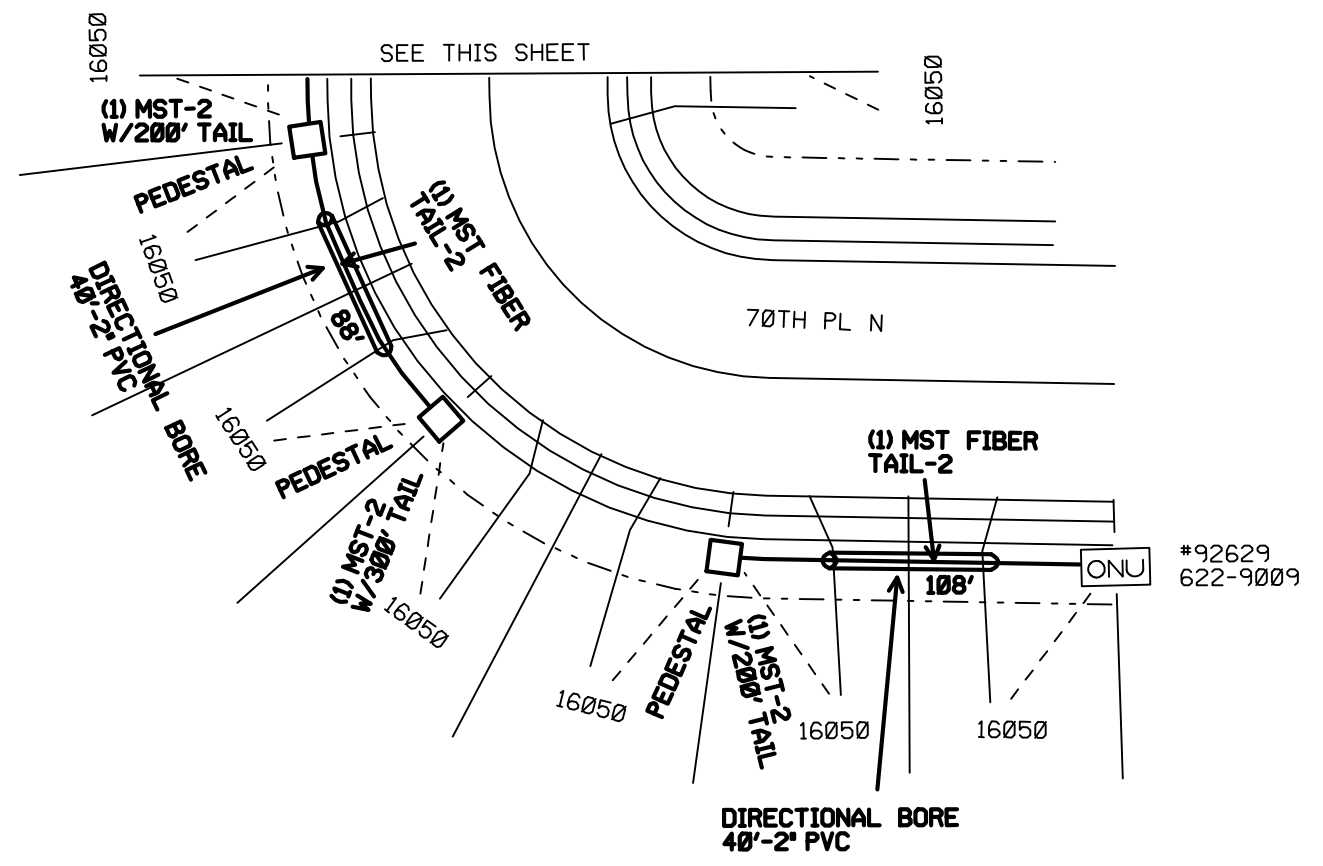 16050
SEE THIS SHEET
16050
(1) MST-2
W/200' TAIL
PEDESTAL
16050
(1) MST FIBER
TAIL-2
DIRECTIONAL BORE
40'-2" PVC
88'
70TH PL N
16050
PEDESTAL
(1) MST-2
W/300' TAIL
16050
(1) MST FIBER
TAIL-2
ONU
#92629
622-9009
108'
16050
PEDESTAL
(1) MST-2
W/200' TAIL
16050
16050
DIRECTIONAL BORE
40'-2" PVC